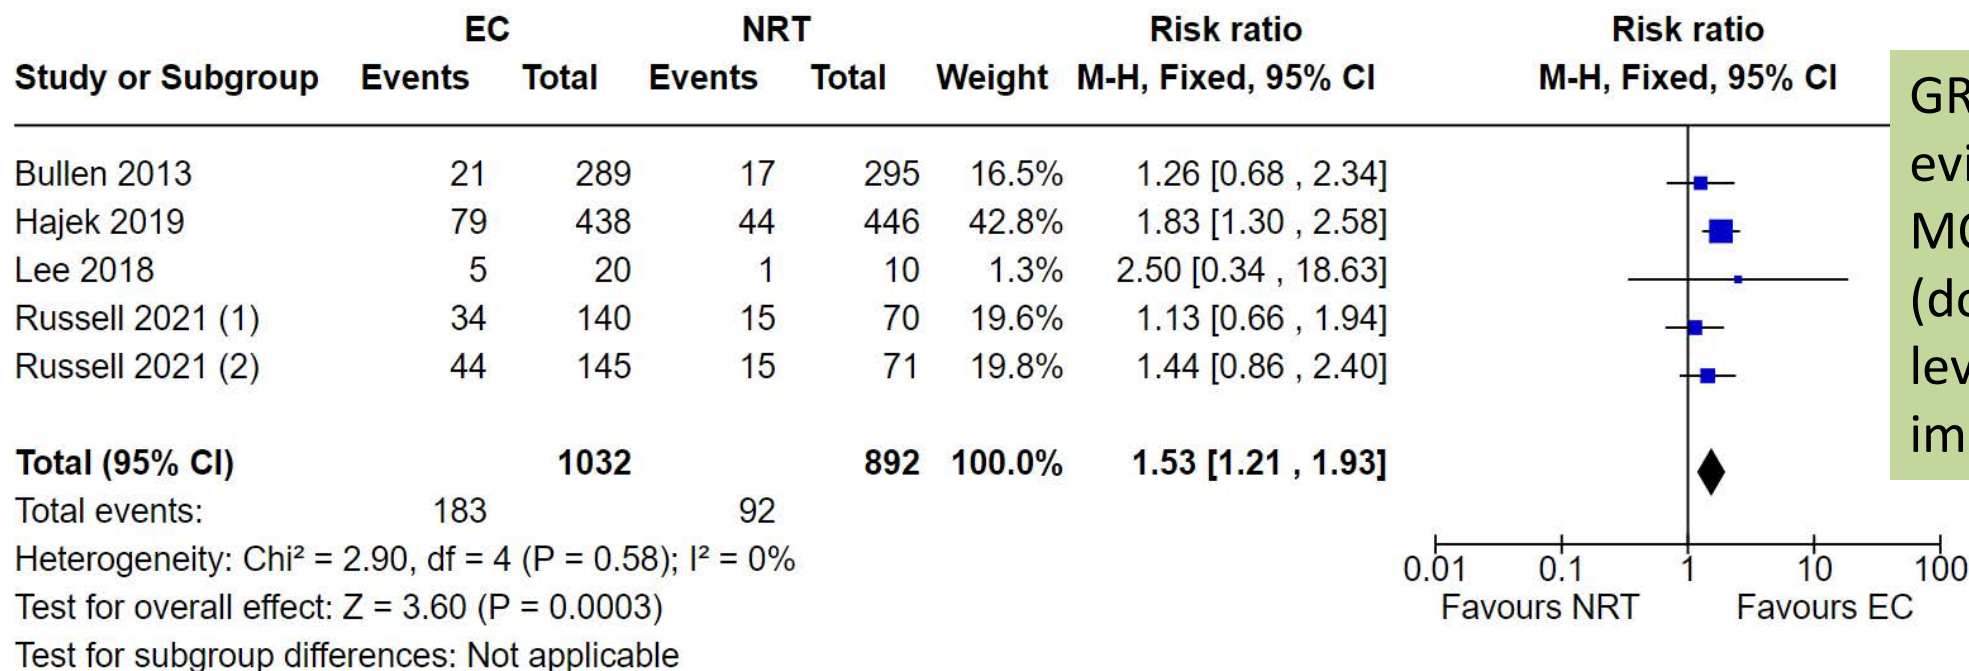 EC NRT Risk ratio Risk ratio
Study or Subgroup Events Total Events Total Weight M-H, Fixed, 95% CI M-H, Fixed, 95% CI
Bullen 2013 21 289 17 295 16.5% 1.26 [0.68 , 2.34]
Hajek 2019 79 438 44 446 42.8% 1.83 [1.30 , 2.58]
Lee 2018 5 20 1 10 1.3% 2.50 [0.34 , 18.63]
Russell 2021 (1) 34 140 15 70 19.6% 1.13 [0.66 , 1.94]
Russell 2021 (2) 44 145 15 71 19.8% 1.44 [0.86 , 2.40]
Total (95% CI) 1032 892 100.0% 1.53 [1.21 , 1.93]
Total events: 183 92
Heterogeneity: Chi² = 2.90, df = 4 (P = 0.58); I² = 0%
Test for overall effect: Z = 3.60 (P = 0.0003)
Test for subgroup differences: Not applicable
0.01 0.1 1 10 100
Favours NRT Favours EC
GR
evi
(do
lev
im